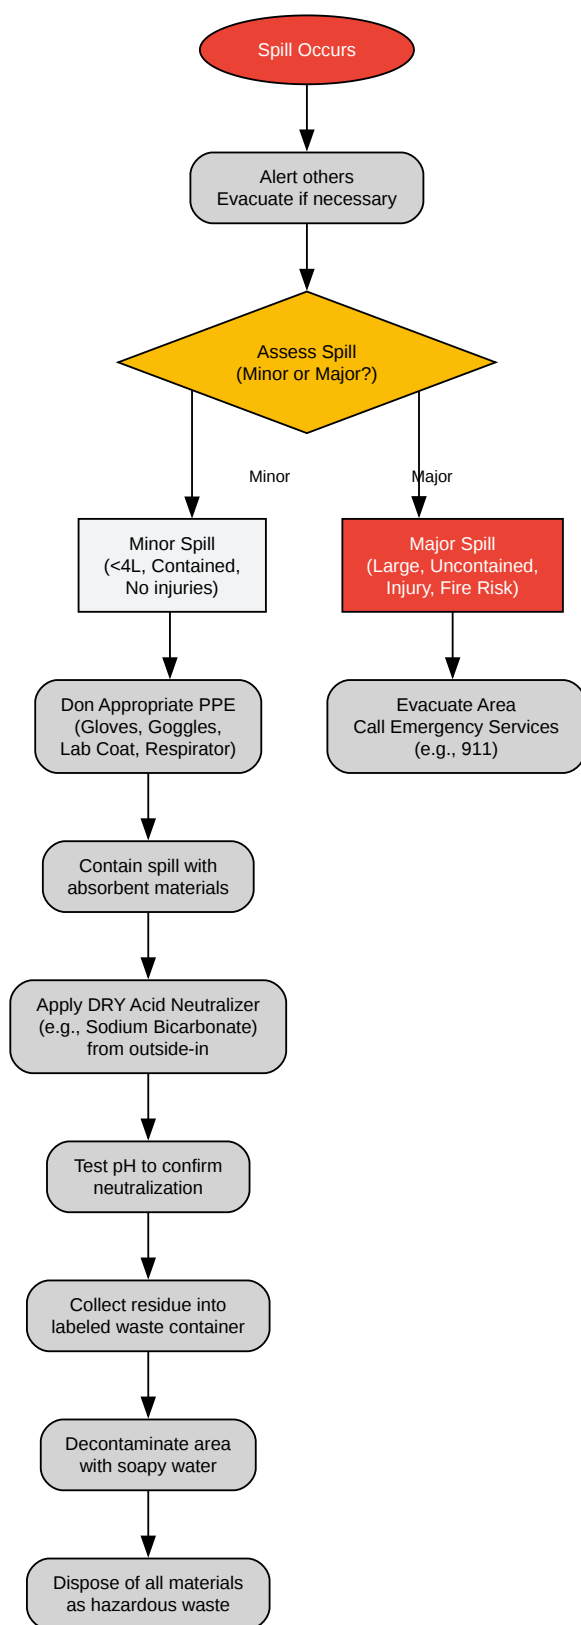 Spill Occurs
Alert others
Evacuate if necessary
Assess Spill
(Minor or Major?)
Minor
Major
Minor Spill
(<4L, Contained,
No injuries)
Major Spill
(Large, Uncontained,
Injury, Fire Risk)
Don Appropriate PPE
(Gloves, Goggles,
Lab Coat, Respirator)
Evacuate Area
Call Emergency Services
(e.g., 911)
Contain spill with
absorbent materials
Apply DRY Acid Neutralizer
(e.g., Sodium Bicarbonate)
from outside-in
Test pH to confirm
neutralization
Collect residue into
labeled waste container
Decontaminate area
with soapy water
Dispose of all materials
as hazardous waste